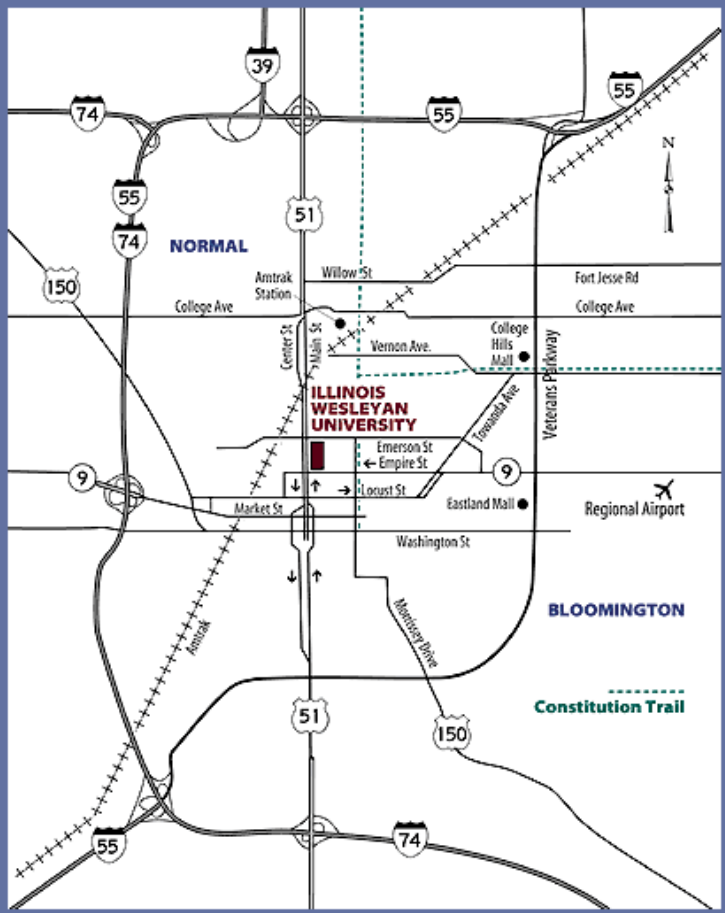 39
55
74
55
55
N
74
51
NORMAL
150
Amtrak
Station
Willow St
Fort Jesse Rd
College Ave
College Ave
Center St
Main St
Vernon Ave.
College
Hills
Mall
Veterans Parkway
ILLINOIS
WESLEYAN
UNIVERSITY
Towanda Ave
Emerson St
Empire St
9
9
Locust St
Market St
Eastland Mall
Regional Airport
Washington St
BLOOMINGTON
Amtrak
Morrissey Drive
Constitution Trail
51
150
55
74